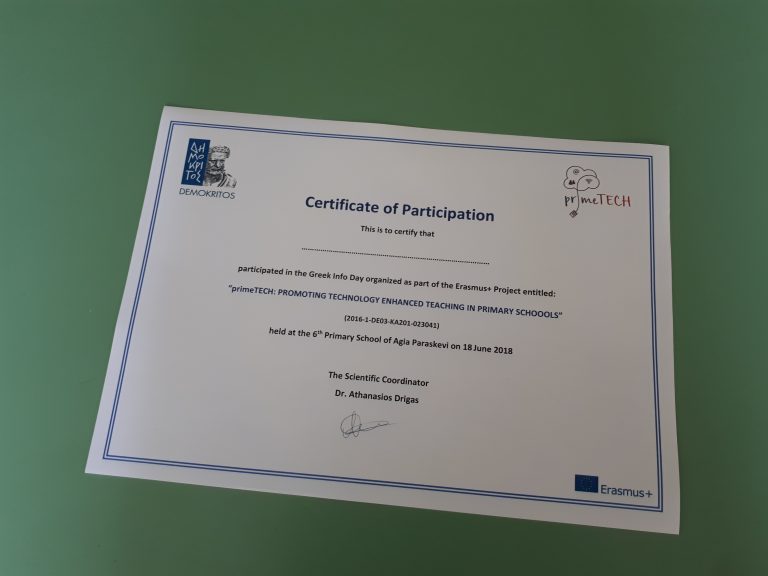 ΔΗ
ΜΟ
ΚΡΙ
ΤΟΣ
DEMOKRITOS
primeTECH
Certificate of Participation
This is to certify that
participated in the Greek Info Day organized as part of the Erasmus+ Project entitled:
“primeTECH: PROMOTING TECHNOLOGY ENHANCED TEACHING IN PRIMARY SCHOOOLS”
(2016-1-DE03-KA201-023041)
held at the 6th Primary School of Agia Paraskevi on 18 June 2018
The Scientific Coordinator
Dr. Athanasios Drigas
Erasmus+